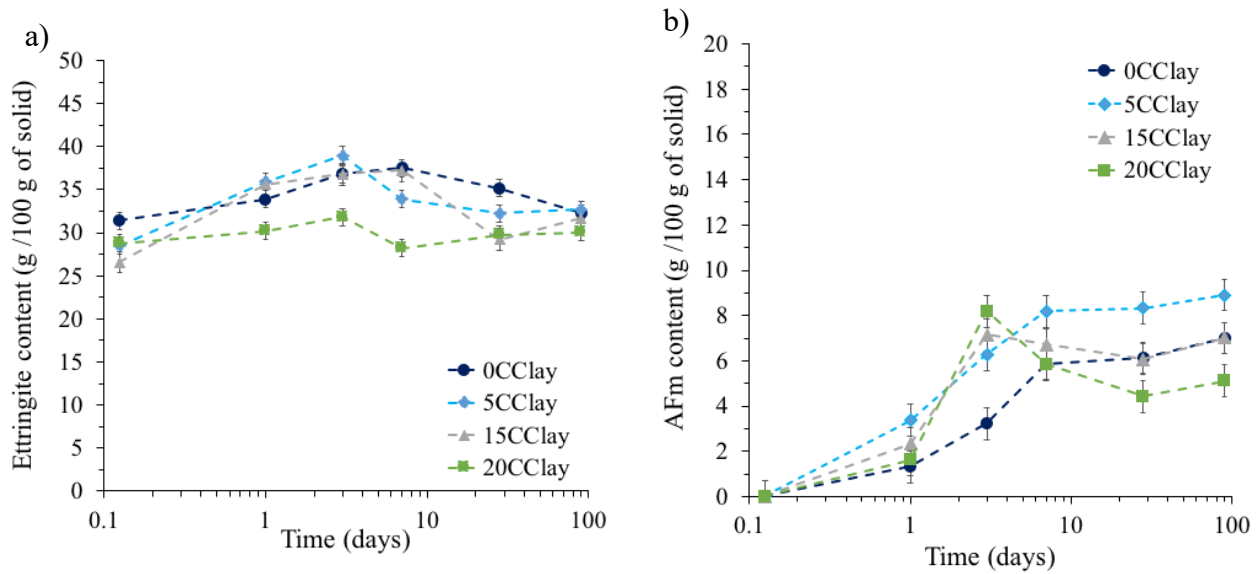 a)
Ettringite content (g /100 g of solid)
50
45
40
35
30
25
20
15
10
5
0
0CClay
5CClay
15CClay
20CClay
0.1
1
10
100
Time (days)
b)
AFm content (g /100 g of solid)
20
18
16
14
12
10
8
6
4
2
0
0CClay
5CClay
15CClay
20CClay
0.1
1
10
100
Time (days)